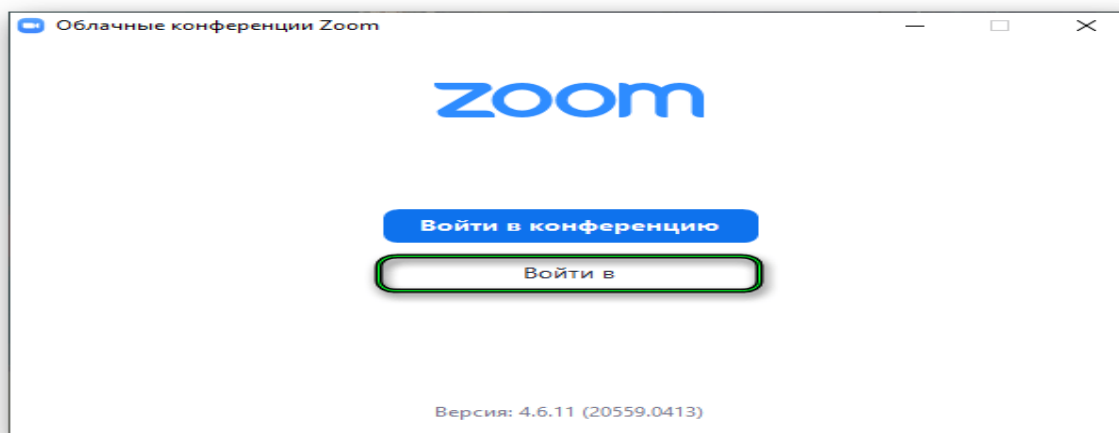 Облачные конференции Zoom
zoom
Войти в конференцию
Войти в
Версия: 4.6.11 (20559.0413)